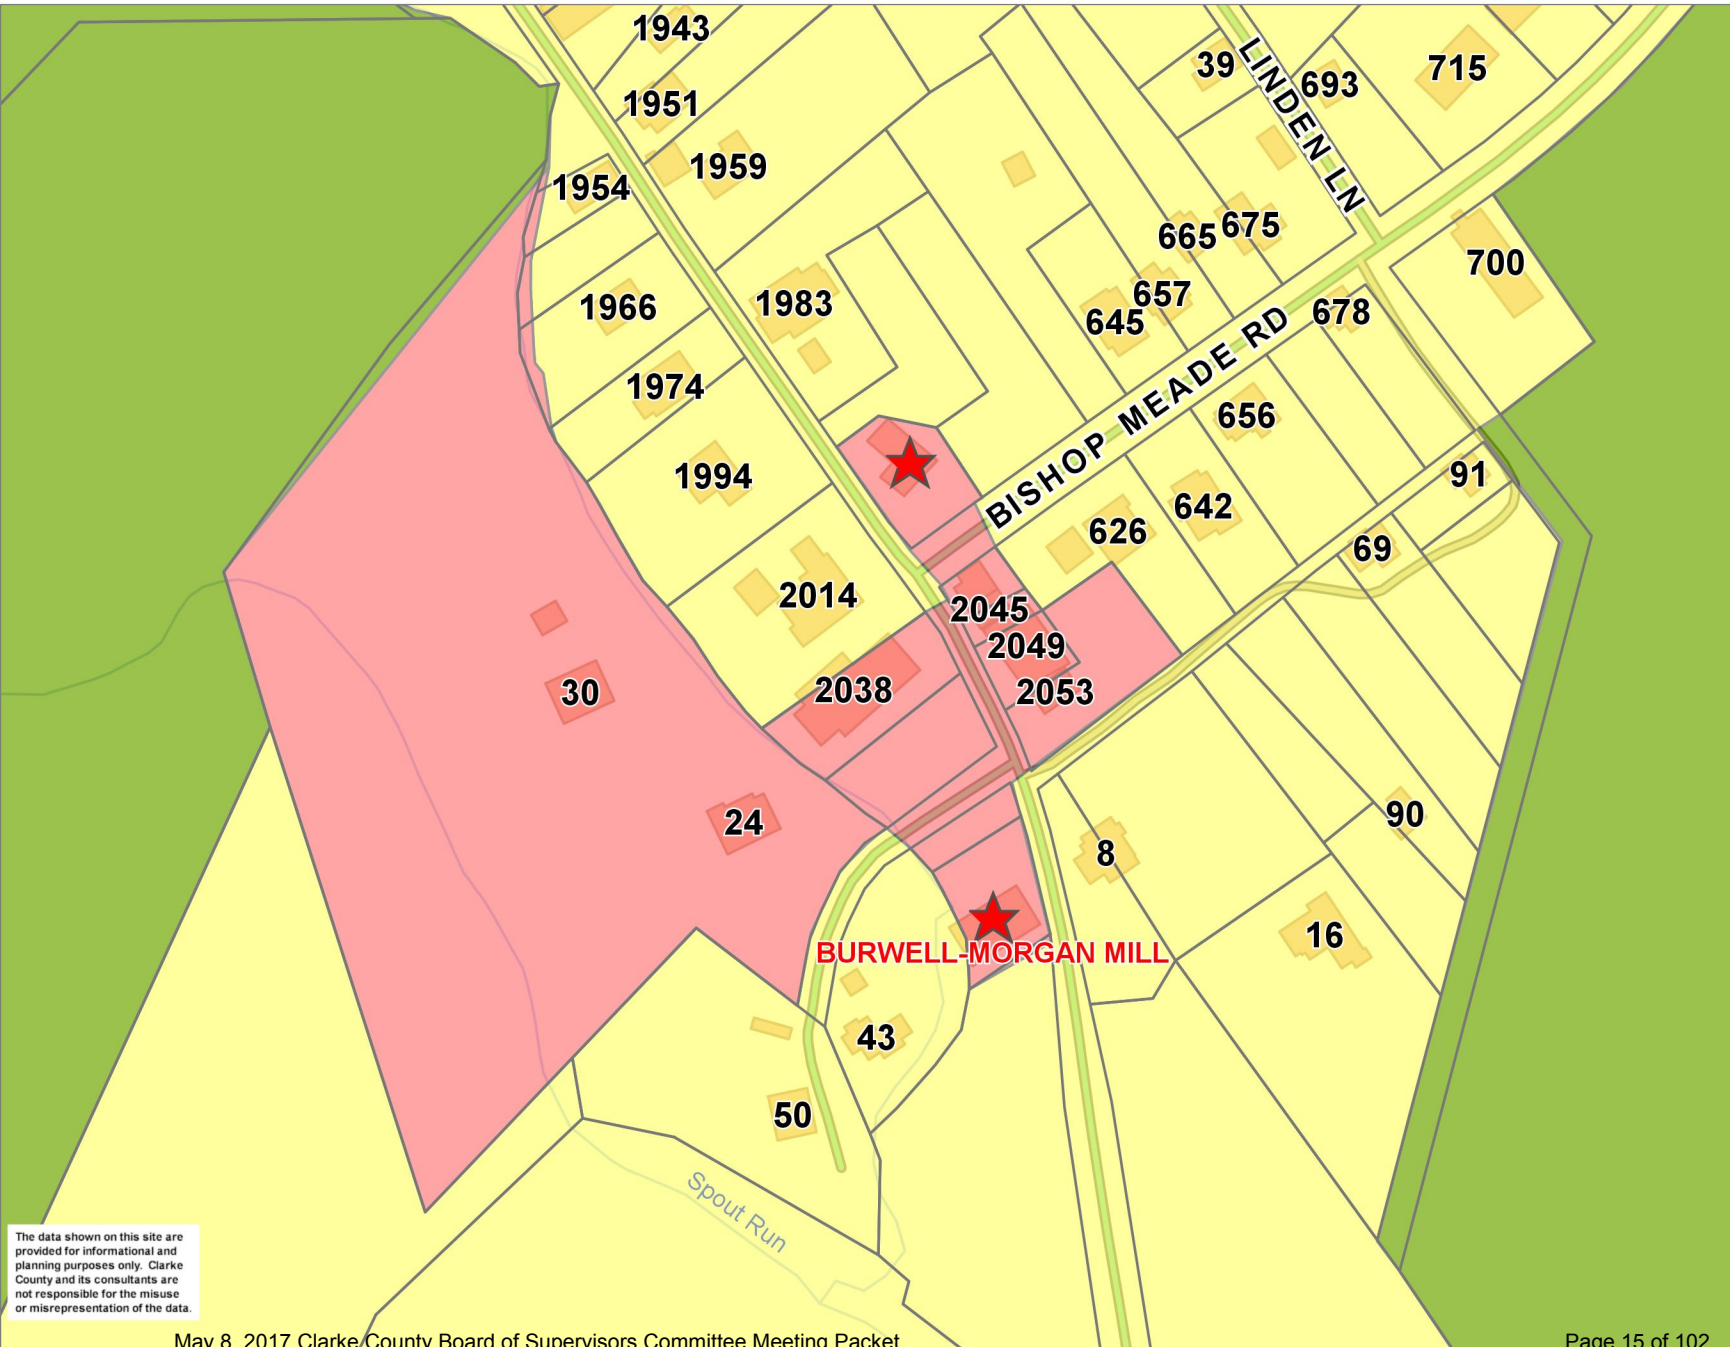 1943
39
LINDEN LN
693
715
1951
1959
1954
665
675
700
1966
1983
657
645
678
1974
BISHOP MEADE RD
656
1994
91
642
626
69
2014
2045
2049
2038
2053
30
24
90
8
16
BURWELL-MORGAN MILL
43
50
Spout Run
The data shown on this site are
provided for informational and
planning purposes only. Clarke
County and its consultants are
not responsible for the misuse
or misrepresentation of the data.
May 8, 2017 Clarke County Board of Supervisors Committee Meeting Packet
Page 15 of 102